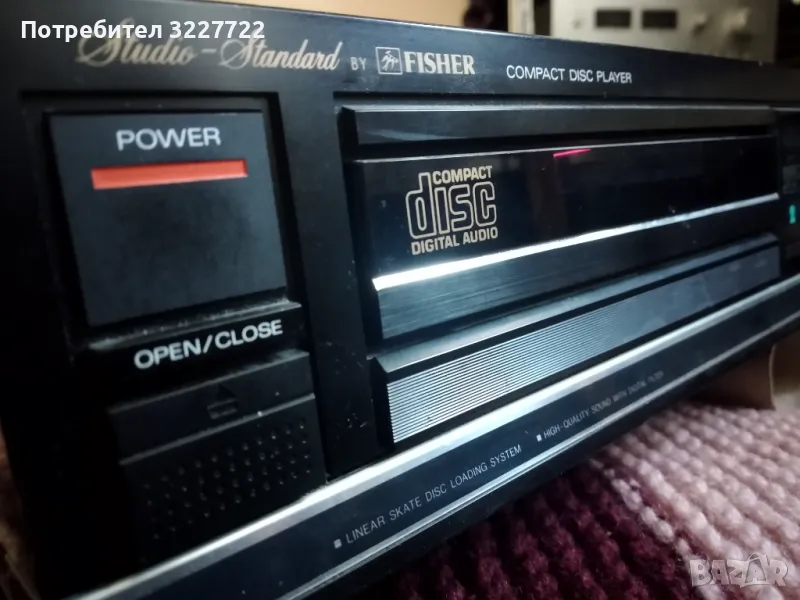 Потребител 3227722
Studio-Standard BY FISHER COMPACT DISC PLAYER
POWER
COMPACT
disc
DIGITAL AUDIO
OPEN/CLOSE
■ LINEAR SKATE DISC LOADING SYSTEM ■ HIGH-QUALITY SOUND WITH DIGITAL FILTER
BAZAR